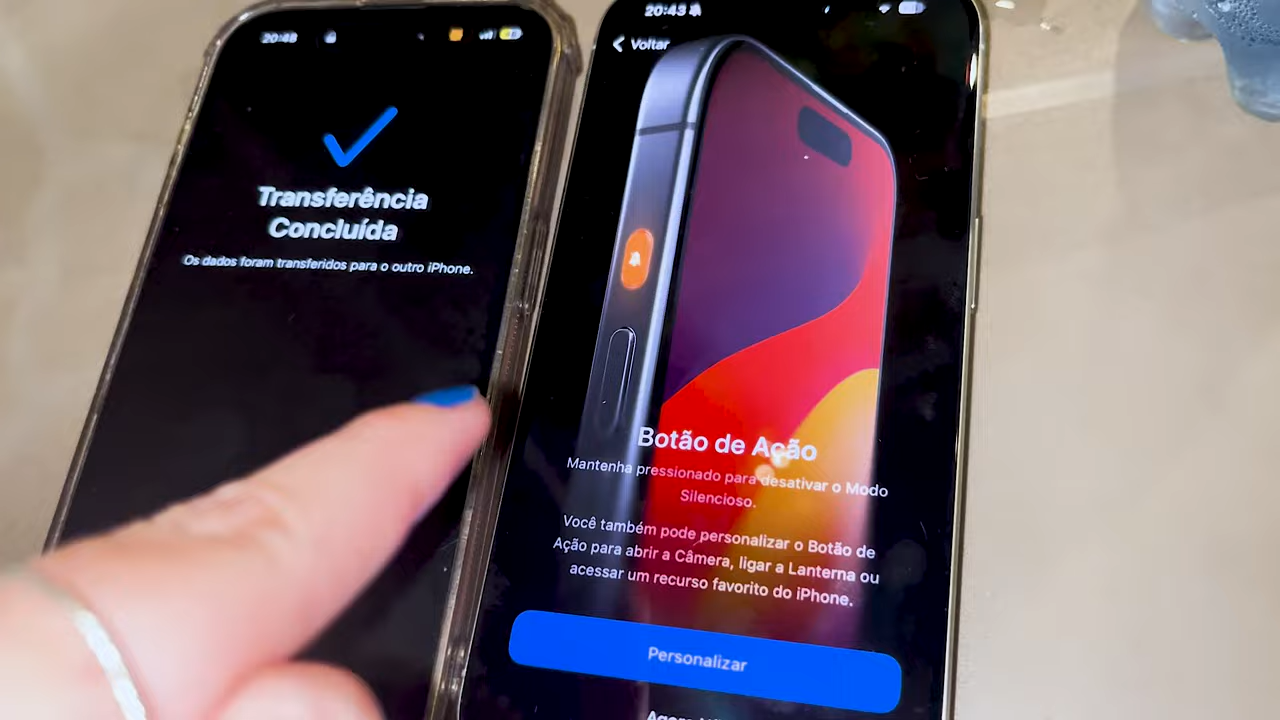 20:48
Transferência
Concluída
Os dados foram transferidos para o outro iPhone.
20:43
Voltar
Botão de Ação
Mantenha pressionado para desativar o Modo
Silencioso.
Você também pode personalizar o Botão de
Ação para abrir a Câmera, ligar a Lanterna ou
acessar um recurso favorito do iPhone.
Personalizar